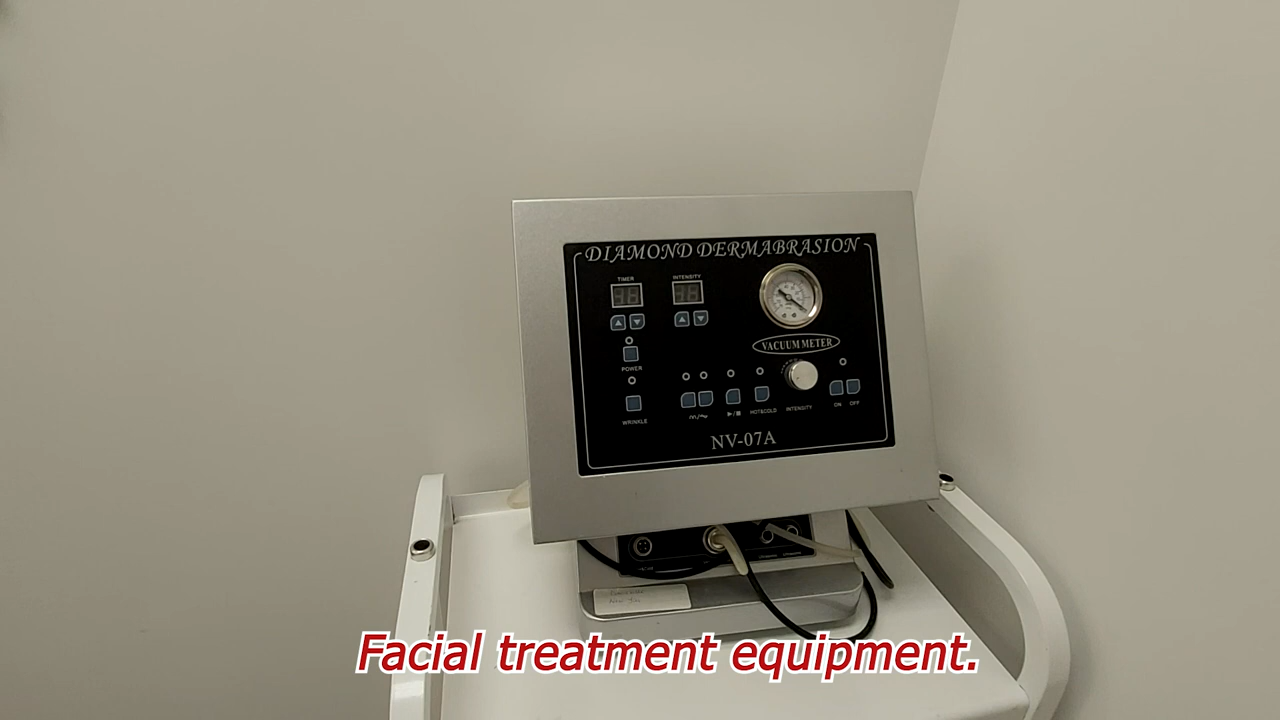 DIAMOND DERMABRASION
TIMER
INTENSITY
VACUUM METER
POWER
WRINKLE
HOT&COLD
INTENSITY
ON
OFF
NV-07A
Facial treatment equipment.